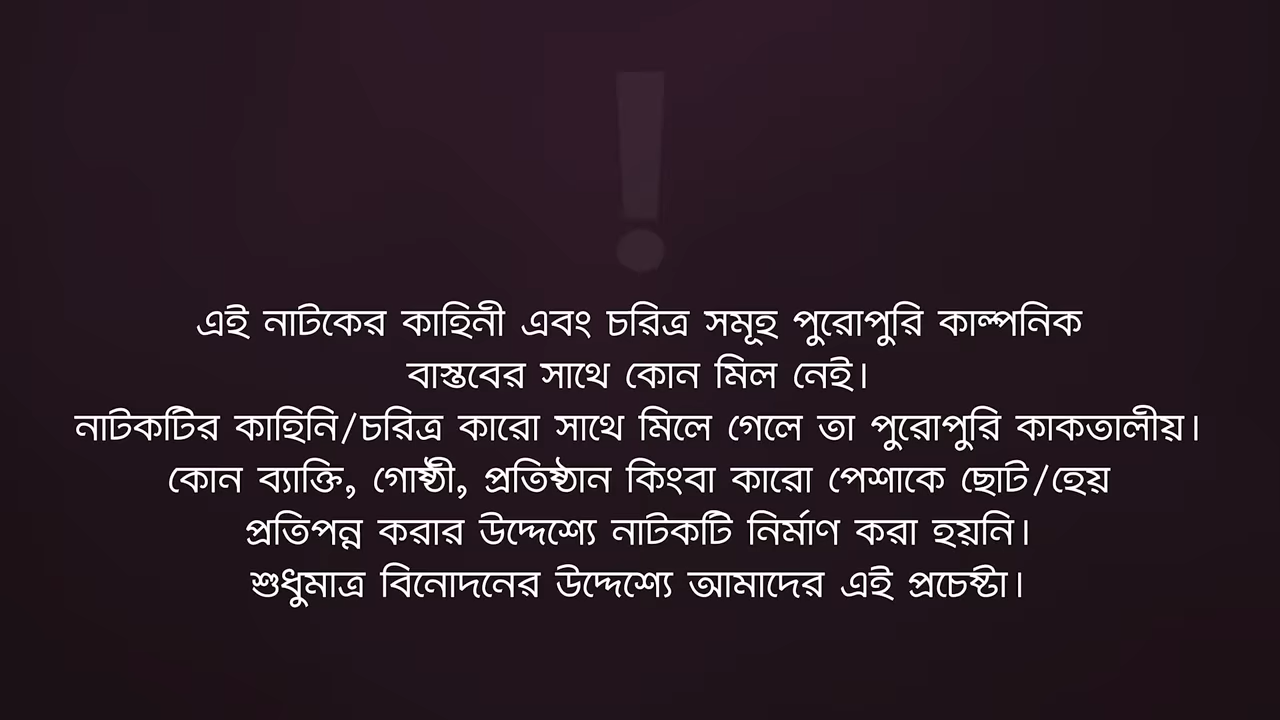 এই নাটকের কাহিনী এবং চরিত্র সমূহ পুরোপুরি কাল্পনিক
বাস্তবের সাথে কোন মিল নেই।
নাটকটির কাহিনি/চরিত্র কারো সাথে মিলে গেলে তা পুরোপুরি কাকতালীয়।
কোন ব্যাক্তি, গোষ্ঠী, প্রতিষ্ঠান কিংবা কারো পেশাকে ছোট/হেয়
প্রতিপন্ন করার উদ্দেশ্যে নাটকটি নির্মাণ করা হয়নি।
শুধুমাত্র বিনোদনের উদ্দেশ্যে আমাদের এই প্রচেষ্টা।